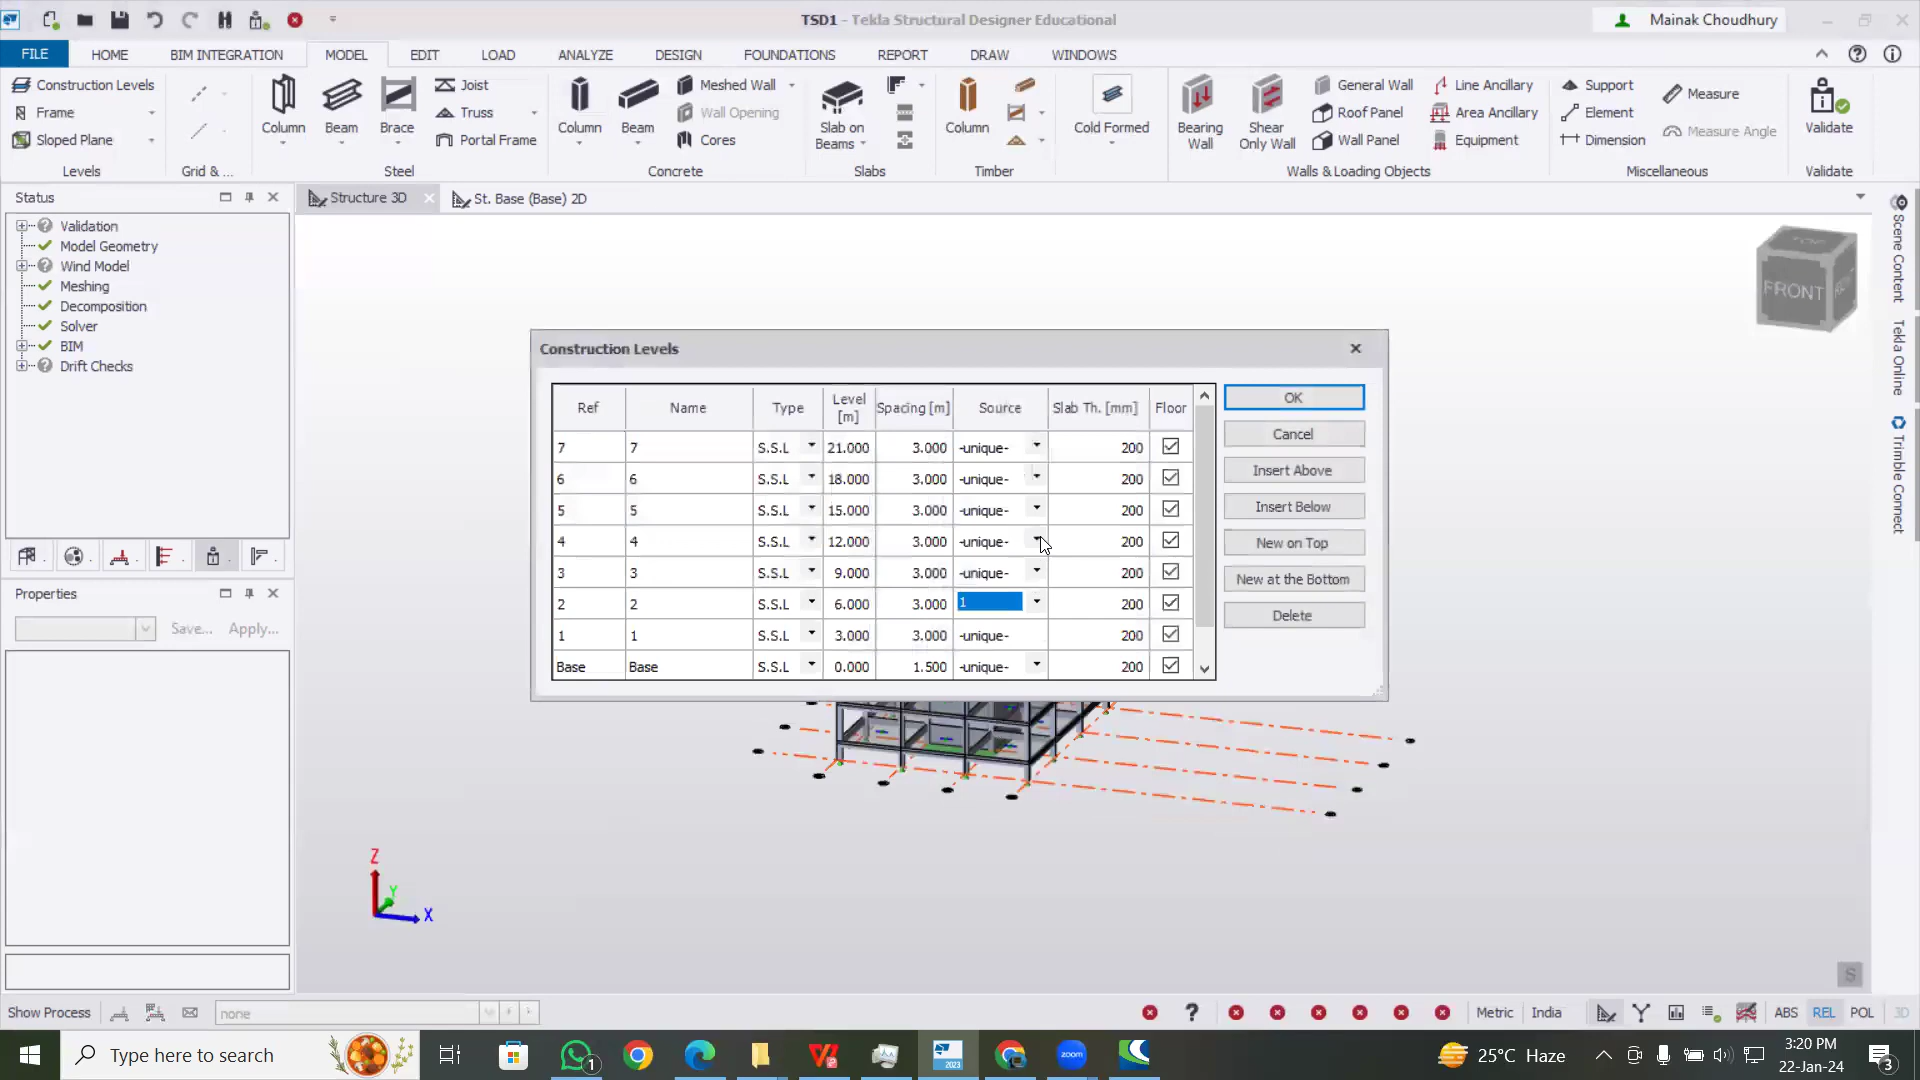 TSD1 - Tekla Structural Designer Educational
Mainak Choudhury
FILE
HOME
BIM INTEGRATION
MODEL
EDIT
LOAD
ANALYZE
DESIGN
FOUNDATIONS
REPORT
DRAW
WINDOWS
Construction Levels
Frame
Sloped Plane
Levels
Grid & ...
Column
Beam
Brace
Joist
Truss
Portal Frame
Steel
Column
Beam
Meshed Wall
Wall Opening
Cores
Concrete
Slab on
Beams
Slabs
Column
Timber
Cold Formed
Bearing
Wall
Shear
Only Wall
General Wall
Roof Panel
Wall Panel
Line Ancillary
Area Ancillary
Equipment
Walls & Loading Objects
Support
Element
Dimension
Measure
Measure Angle
Miscellaneous
Validate
Validate
Status
Validation
Model Geometry
Wind Model
Meshing
Decomposition
Solver
BIM
Drift Checks
Properties
Save...
Apply...
Structure 3D
St. Base (Base) 2D
TOP
FRONT
Scene Content
Tekla Online
Trimble Connect
Construction Levels
Ref Name Type Level [m] Spacing [m] Source Slab Th. [mm] Floor
7 7 S.S.L 21.000 3.000 -unique- 200
6 6 S.S.L 18.000 3.000 -unique- 200
5 5 S.S.L 15.000 3.000 -unique- 200
4 4 S.S.L 12.000 3.000 -unique- 200
3 3 S.S.L 9.000 3.000 -unique- 200
2 2 S.S.L 6.000 3.000 1 200
1 1 S.S.L 3.000 3.000 -unique- 200
Base Base S.S.L 0.000 1.500 -unique- 200
OK
Cancel
Insert Above
Insert Below
New on Top
New at the Bottom
Delete
Z
Y
X
S
Show Process
none
Metric
India
ABS
REL
POL
3D
Type here to search
1
2023
zoom
25°C Haze
3:20 PM
22-Jan-24
3